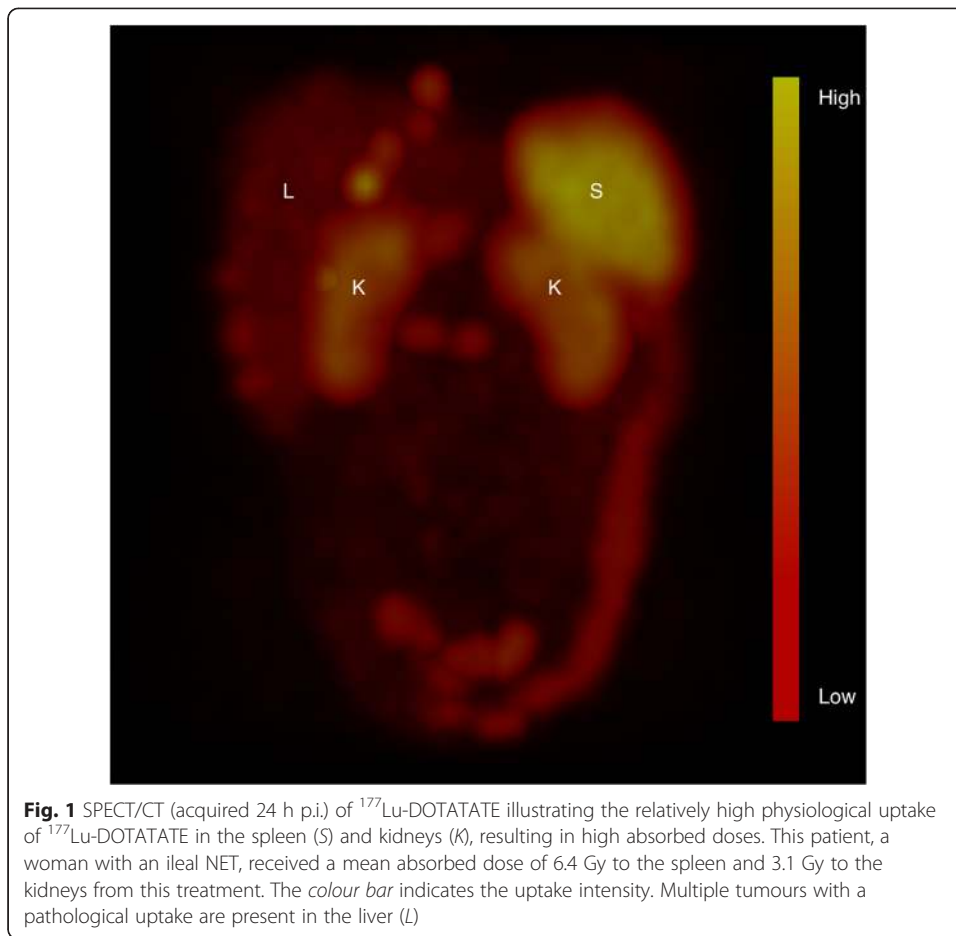 High
L
S
K
K
Low
Fig. 1 SPECT/CT (acquired 24 h p.i.) of ¹⁷⁷Lu-DOTATATE illustrating the relatively high physiological uptake
of ¹⁷⁷Lu-DOTATATE in the spleen (S) and kidneys (K), resulting in high absorbed doses. This patient, a
woman with an ileal NET, received a mean absorbed dose of 6.4 Gy to the spleen and 3.1 Gy to the
kidneys from this treatment. The colour bar indicates the uptake intensity. Multiple tumours with a
pathological uptake are present in the liver (L)